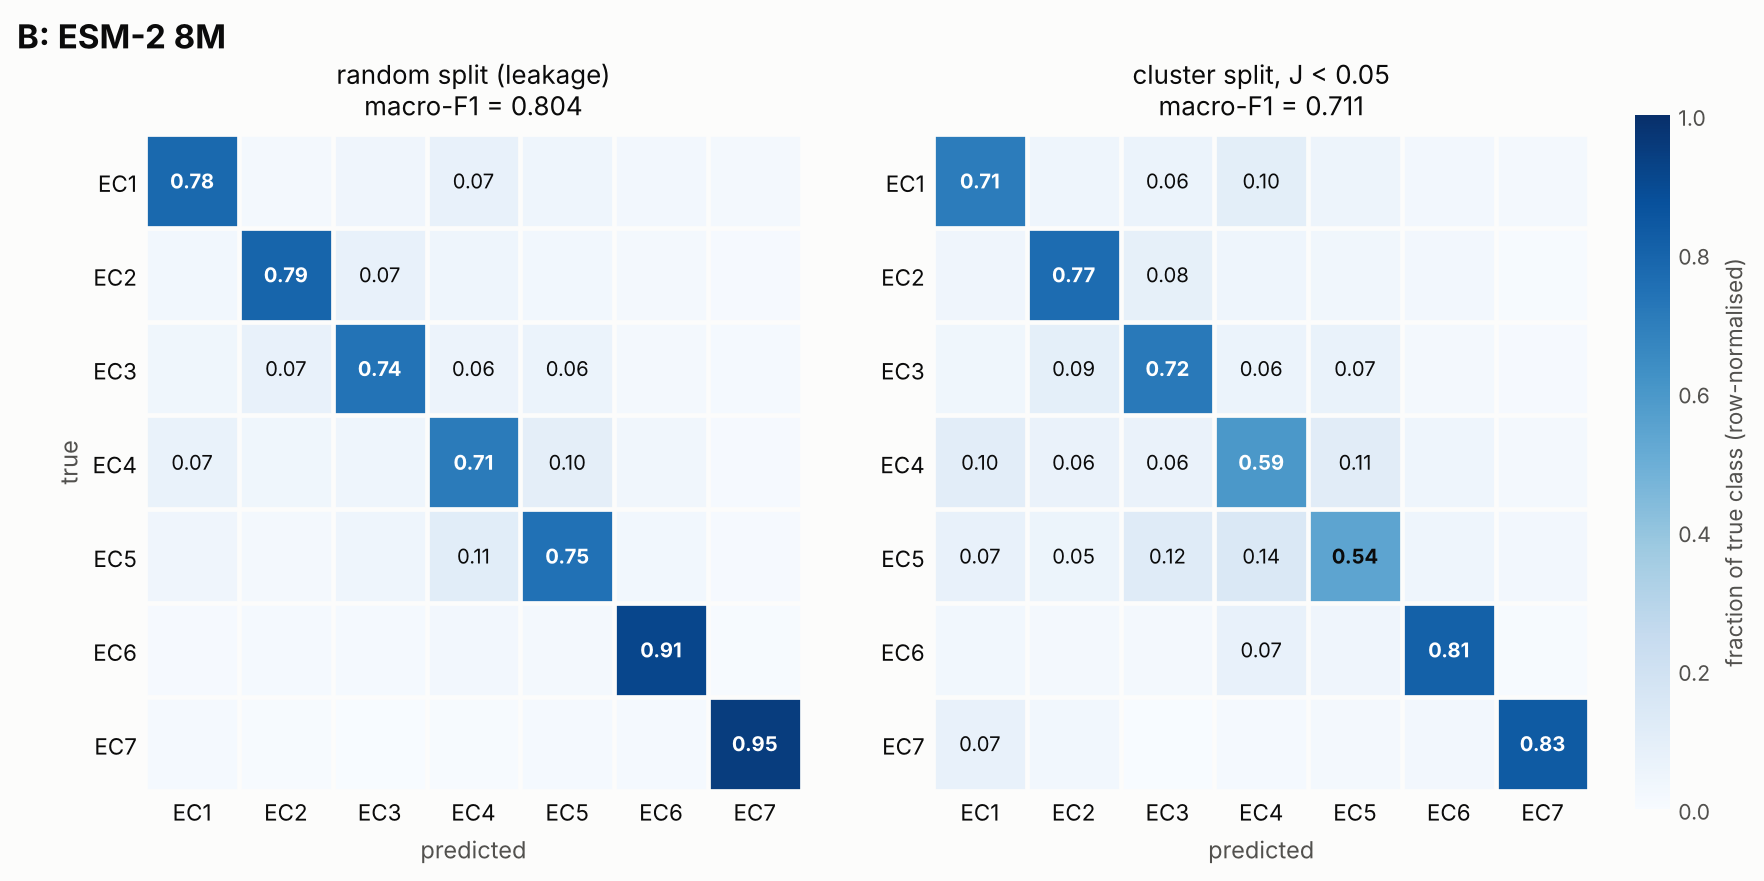 B: ESM-2 8M
random split (leakage)
macro-F1 = 0.804
true
EC1 0.78 0.07
EC2 0.79 0.07
EC3 0.07 0.74 0.06 0.06
EC4 0.07 0.71 0.10
EC5 0.11 0.75
EC6 0.91
EC7 0.95
EC1 EC2 EC3 EC4 EC5 EC6 EC7
predicted
cluster split, J < 0.05
macro-F1 = 0.711
EC1 0.71 0.06 0.10
EC2 0.77 0.08
EC3 0.09 0.72 0.06 0.07
EC4 0.10 0.06 0.06 0.59 0.11
EC5 0.07 0.05 0.12 0.14 0.54
EC6 0.07 0.81
EC7 0.07 0.83
EC1 EC2 EC3 EC4 EC5 EC6 EC7
predicted
1.0
0.8
0.6
0.4
0.2
0.0
fraction of true class (row-normalised)